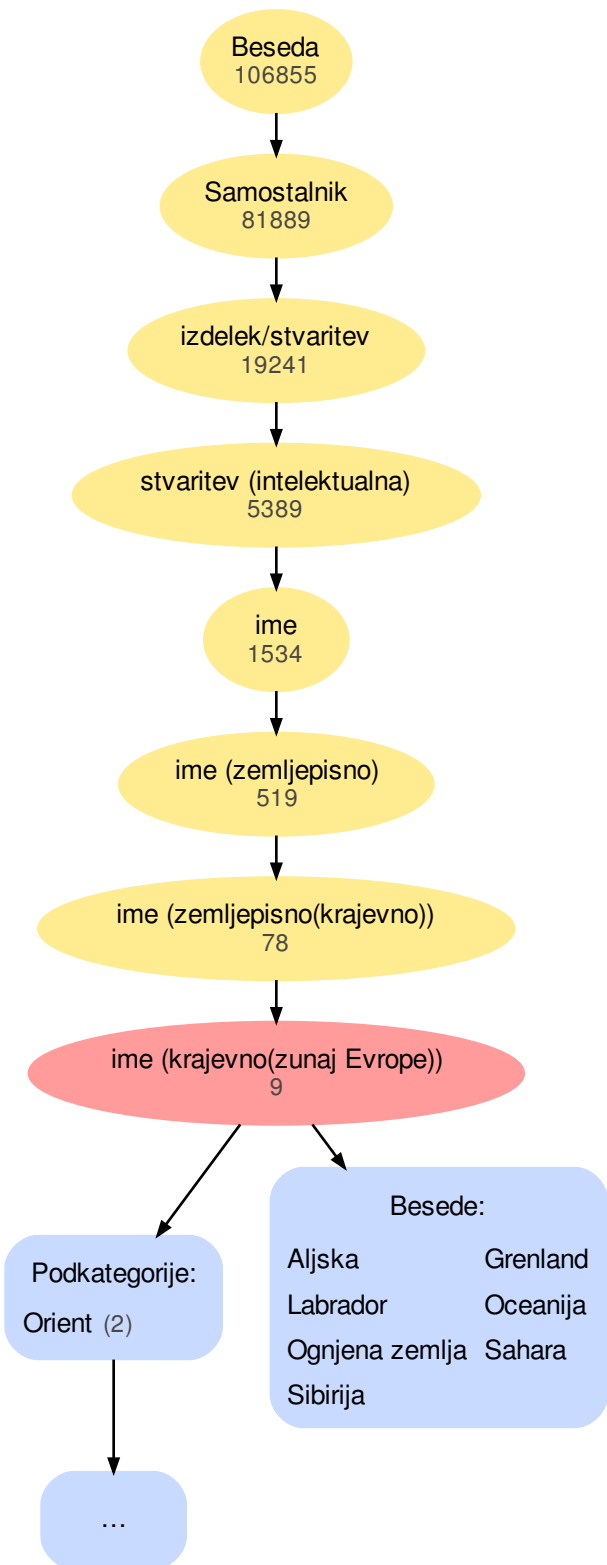 Beseda
106855
Samostalnik
81889
izdelek/stvaritev
19241
stvaritev (intelektualna)
5389
ime
1534
ime (zemljepisno)
519
ime (zemljepisno(krajevno))
78
ime (krajevno(zunaj Evrope))
9
Podkategorije:
Orient (2)
...
Besede:
Aljska Grenland
Labrador Oceanija
Ognjena zemlja Sahara
Sibirija